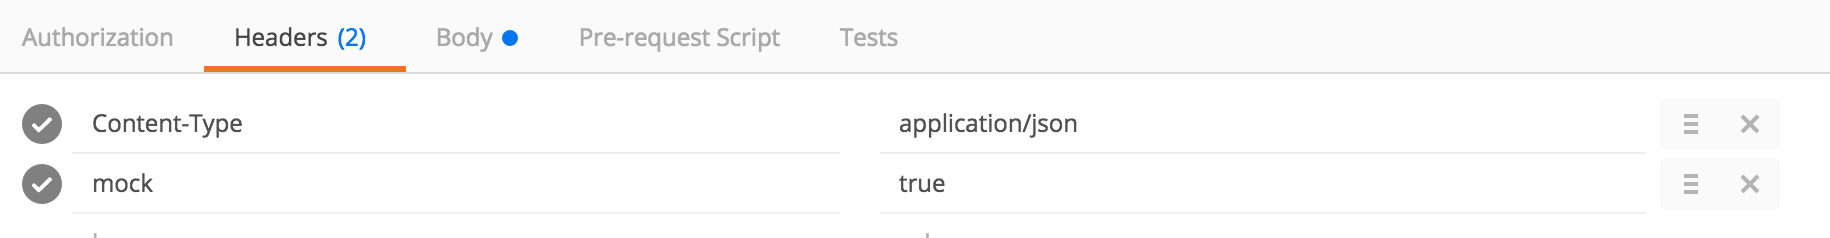 Authorization Headers (2) Body Pre-request Script Tests
Content-Type application/json
mock true